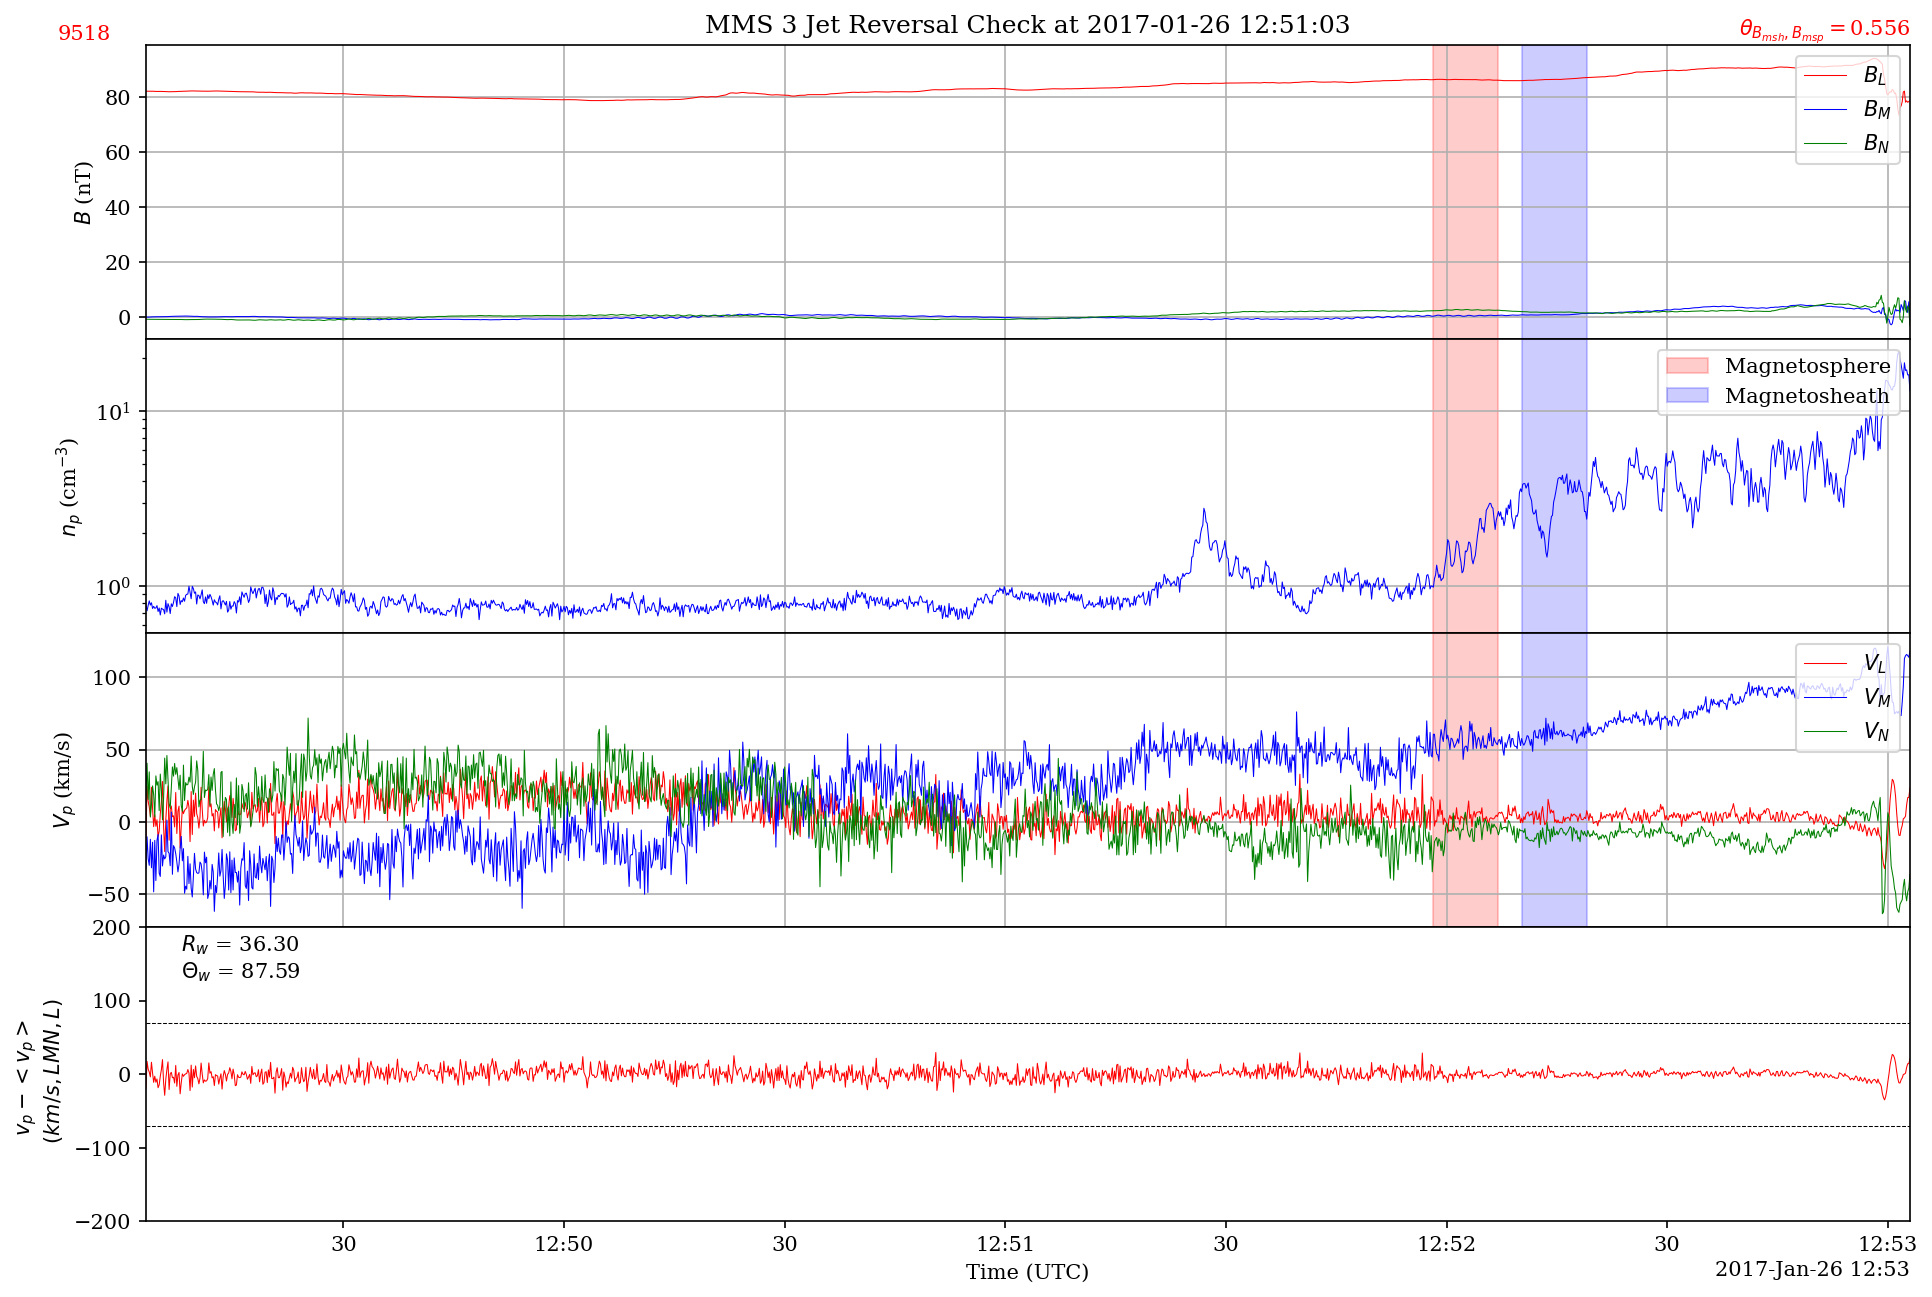 9518
MMS 3 Jet Reversal Check at 2017-01-26 12:51:03
θ_{B_{msh}, B_{msp}} = 0.556
B (nT)
80
60
40
20
0
B_L
B_M
B_N
n_p (cm^{-3})
10^1
10^0
Magnetosphere
Magnetosheath
V_p (km/s)
100
50
0
−50
V_L
V_M
V_N
v_p − < v_p >
(km/s, LMN, L)
200
100
0
−100
−200
R_w = 36.30
Θ_w = 87.59
30 12:50 30 12:51 30 12:52 30 12:53
Time (UTC)
2017-Jan-26 12:53